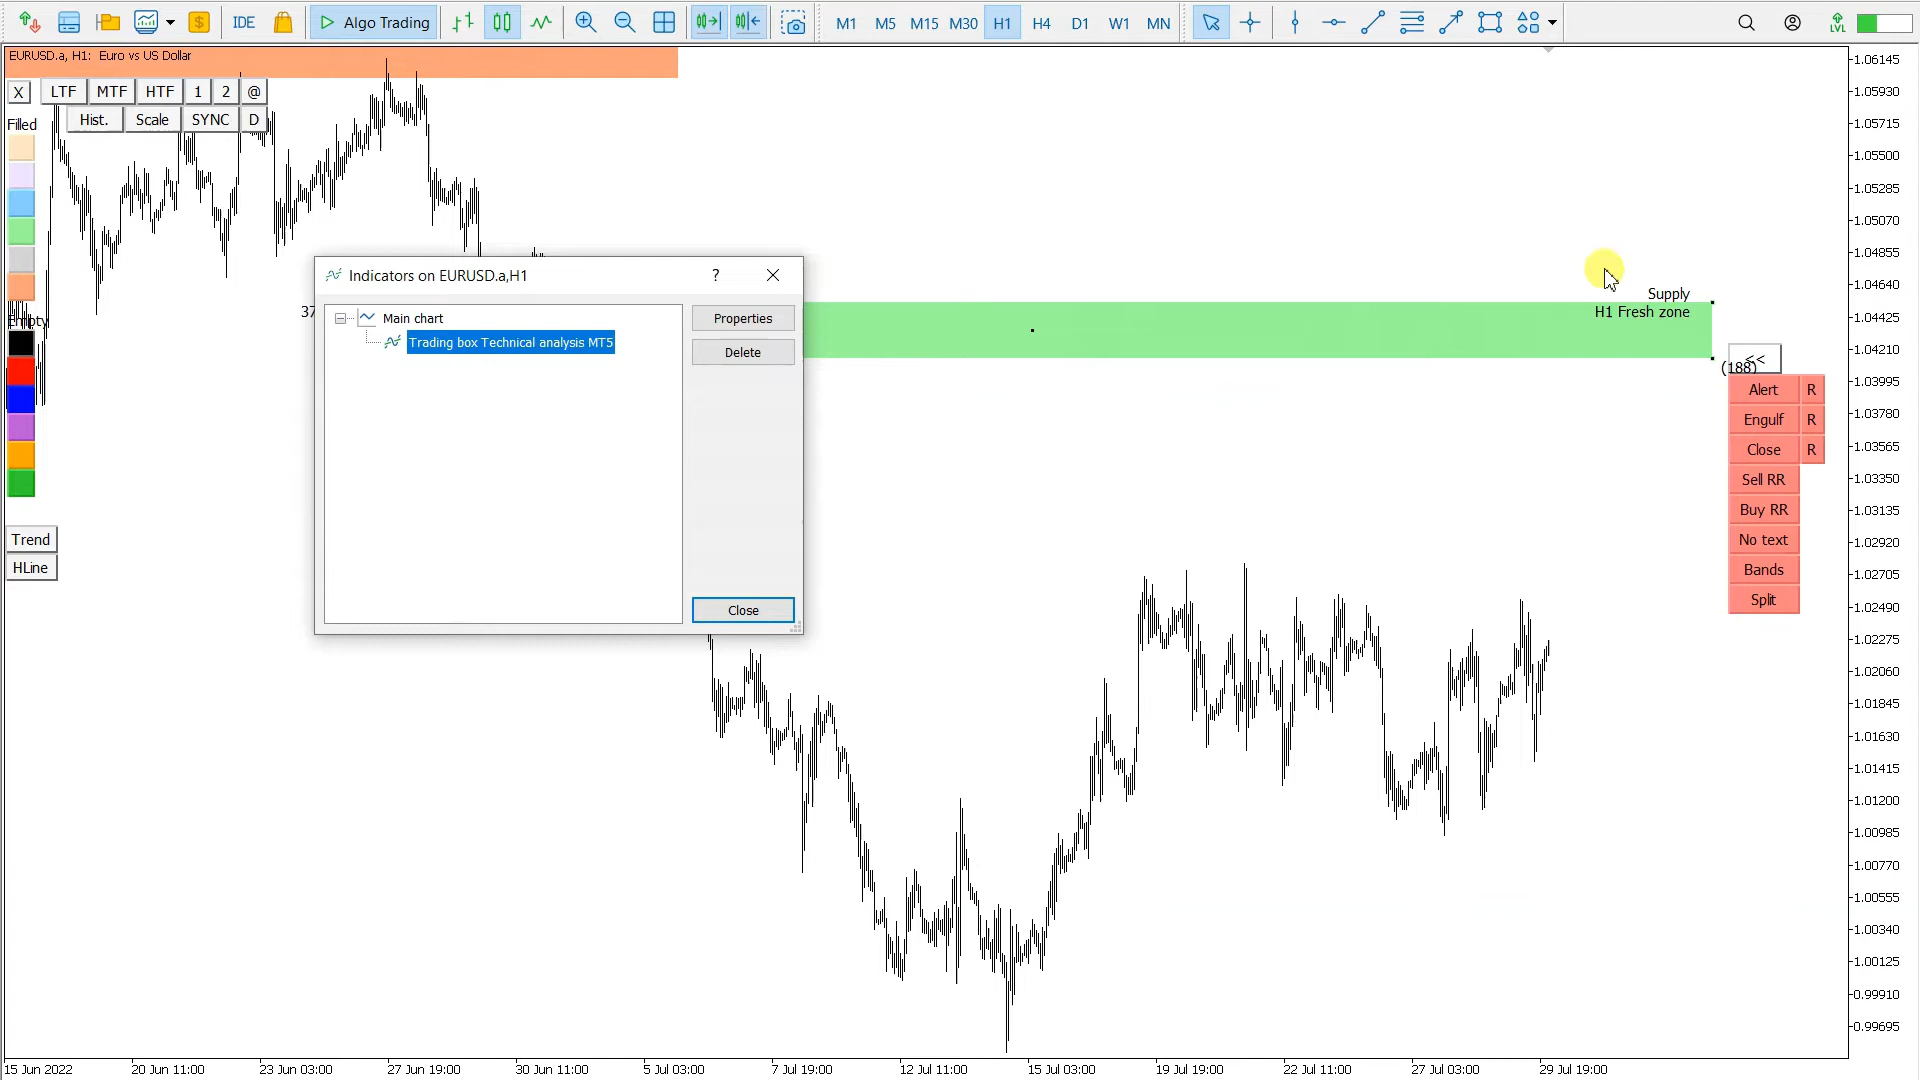 IDE
Algo Trading
M1
M5
M15
M30
H1
H4
D1
W1
MN
LVL
EURUSD.a, H1: Euro vs US Dollar
X
LTF
MTF
HTF
1
2
@
Hist.
Scale
SYNC
D
Filled
Empty
Trend
HLine
37
Indicators on EURUSD.a,H1
?
Main chart
Trading box Technical analysis MT5
Properties
Delete
Close
Supply
H1 Fresh zone
<<
(188)
Alert
R
Engulf
R
Close
R
Sell RR
Buy RR
No text
Bands
Split
1.06145
1.05930
1.05715
1.05500
1.05285
1.05070
1.04855
1.04640
1.04425
1.04210
1.03995
1.03780
1.03565
1.03350
1.03135
1.02920
1.02705
1.02490
1.02275
1.02060
1.01845
1.01630
1.01415
1.01200
1.00985
1.00770
1.00555
1.00340
1.00125
0.99910
0.99695
15 Jun 2022
20 Jun 11:00
23 Jun 03:00
27 Jun 19:00
30 Jun 11:00
5 Jul 03:00
7 Jul 19:00
12 Jul 11:00
15 Jul 03:00
19 Jul 19:00
22 Jul 11:00
27 Jul 03:00
29 Jul 19:00